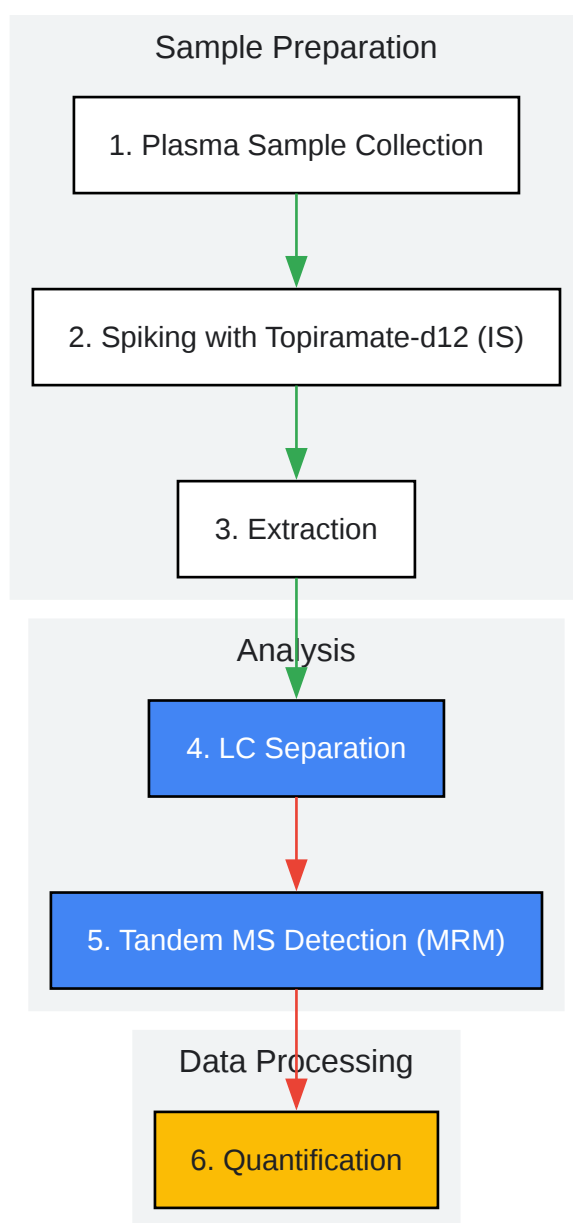 Sample Preparation
1. Plasma Sample Collection
2. Spiking with Topiramate-d12 (IS)
3. Extraction
Analysis
4. LC Separation
5. Tandem MS Detection (MRM)
Data Processing
6. Quantification